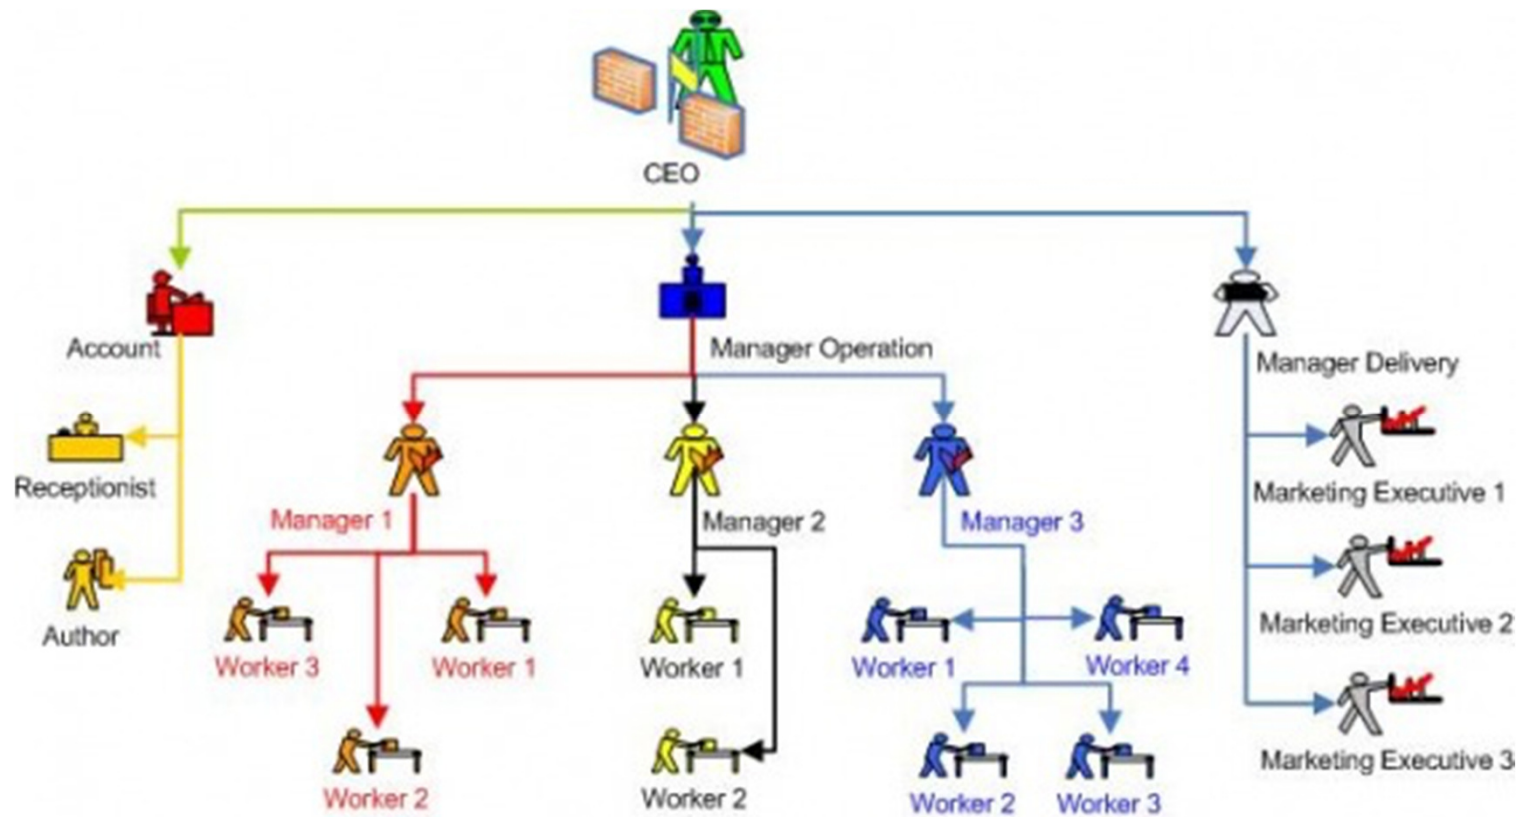 CEO
Account
Manager Operation
Manager Delivery
Receptionist
Marketing Executive 1
Manager 1
Manager 2
Manager 3
Author
Marketing Executive 2
Worker 3
Worker 1
Worker 1
Worker 1
Worker 4
Marketing Executive 3
Worker 2
Worker 2
Worker 2
Worker 3